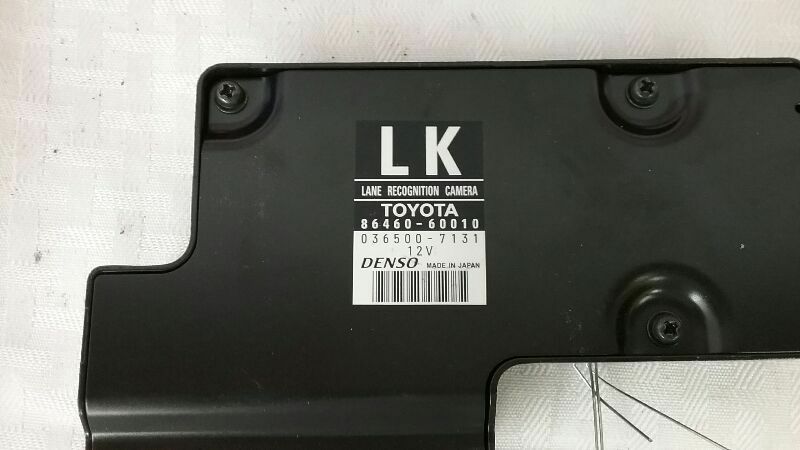 LK
LANE RECOGNITION CAMERA
TOYOTA
86460-60010
036500-7131
12V
DENSO MADE IN JAPAN